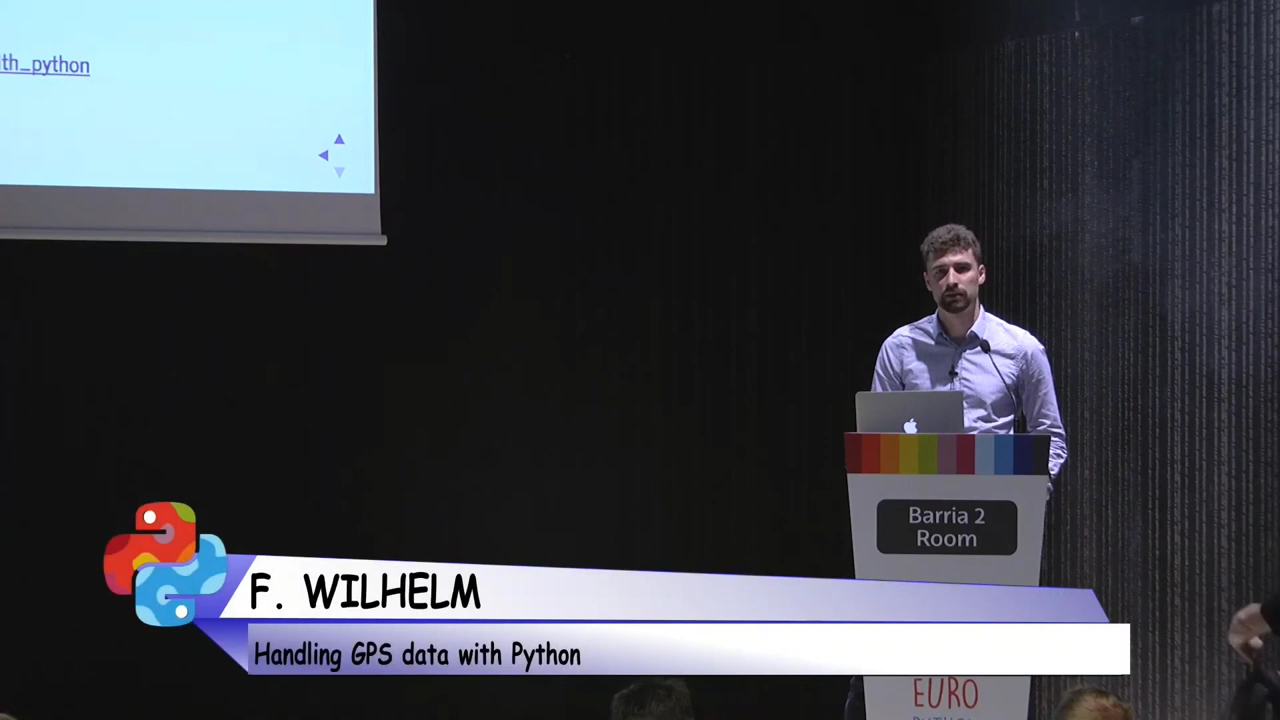 th_python
Barria 2
Room
F. WILHELM
Handling GPS data with Python
EURO